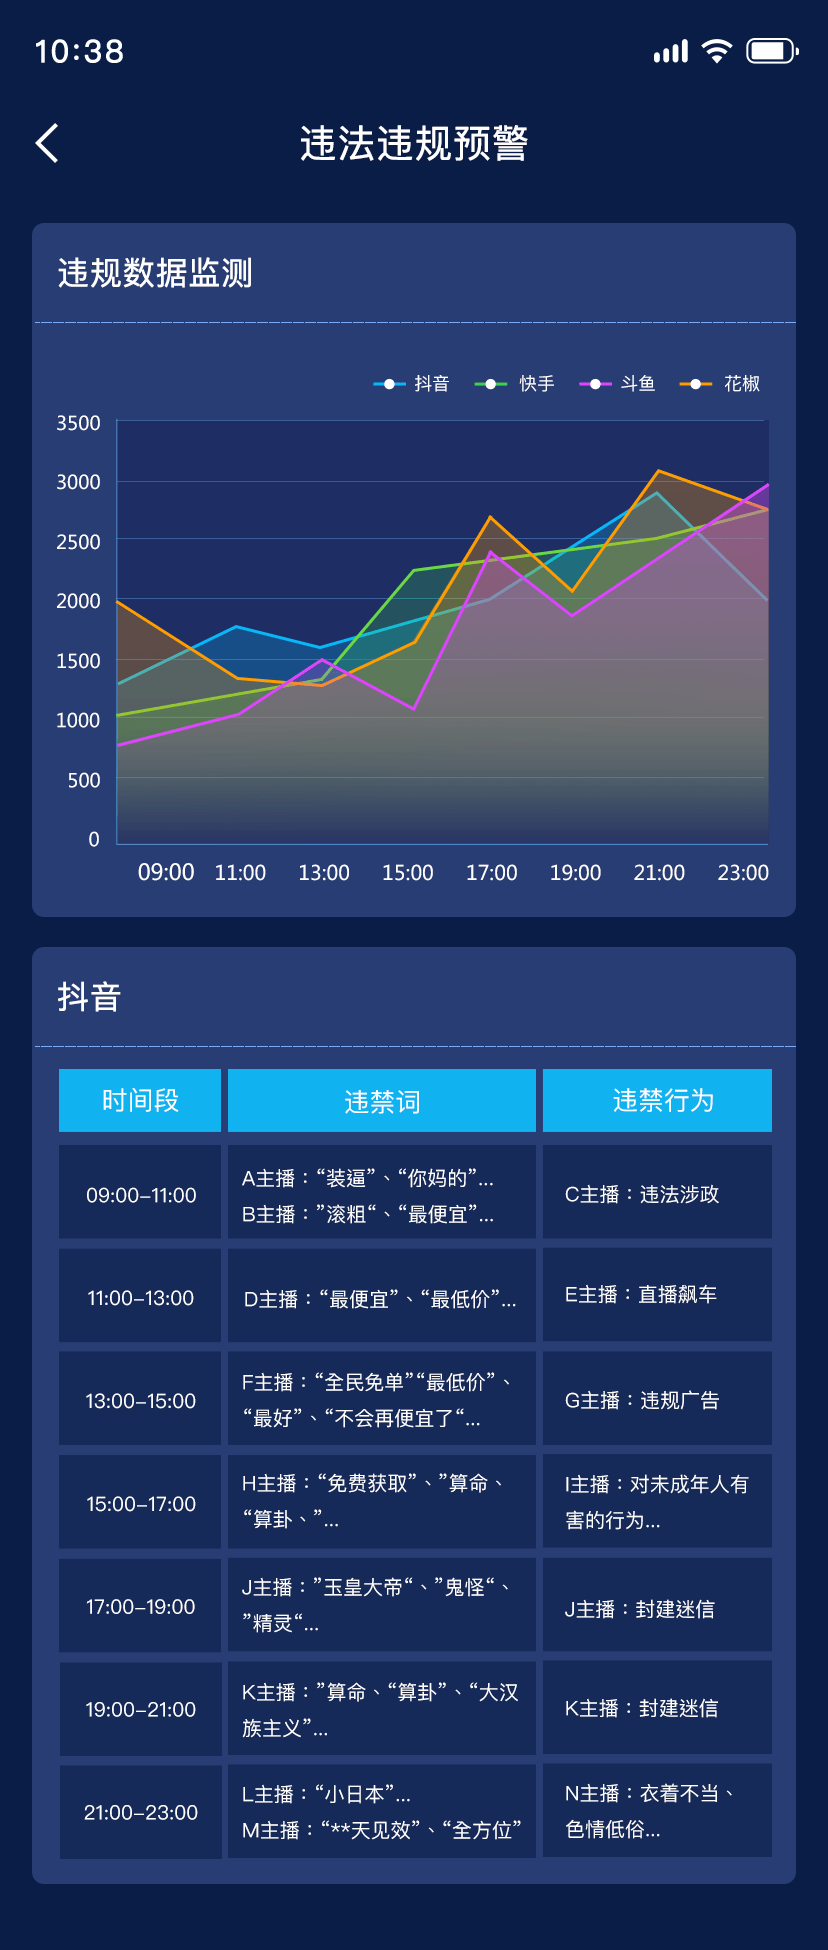 10:38
违法违规预警
违规数据监测
抖音 快手 斗鱼 花椒
3500
3000
2500
2000
1500
1000
500
0
09:00 11:00 13:00 15:00 17:00 19:00 21:00 23:00
抖音
时间段 违禁词 违禁行为
09:00–11:00
A主播：“装逼”、“你妈的”...
B主播：”滚粗“、“最便宜”...
C主播：违法涉政
11:00–13:00
D主播：“最便宜”、“最低价”...
E主播：直播飙车
13:00–15:00
F主播：“全民免单”“最低价”、
“最好”、“不会再便宜了“...
G主播：违规广告
15:00–17:00
H主播：“免费获取”、”算命、
“算卦、”...
I主播：对未成年人有
害的行为...
17:00–19:00
J主播：”玉皇大帝“、”鬼怪“、
”精灵“...
J主播：封建迷信
19:00–21:00
K主播：”算命、“算卦”、“大汉
族主义”...
K主播：封建迷信
21:00–23:00
L主播：“小日本”...
M主播：“**天见效”、“全方位”
N主播：衣着不当、
色情低俗...